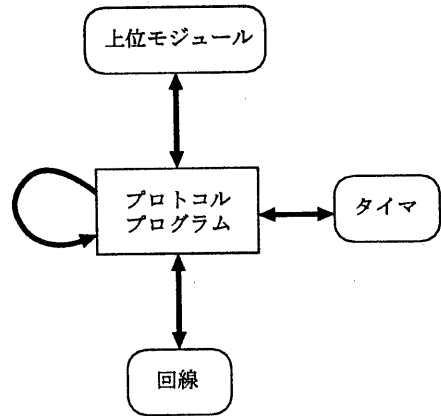 上位モジュール
プロトコル
プログラム
タイマ
回線